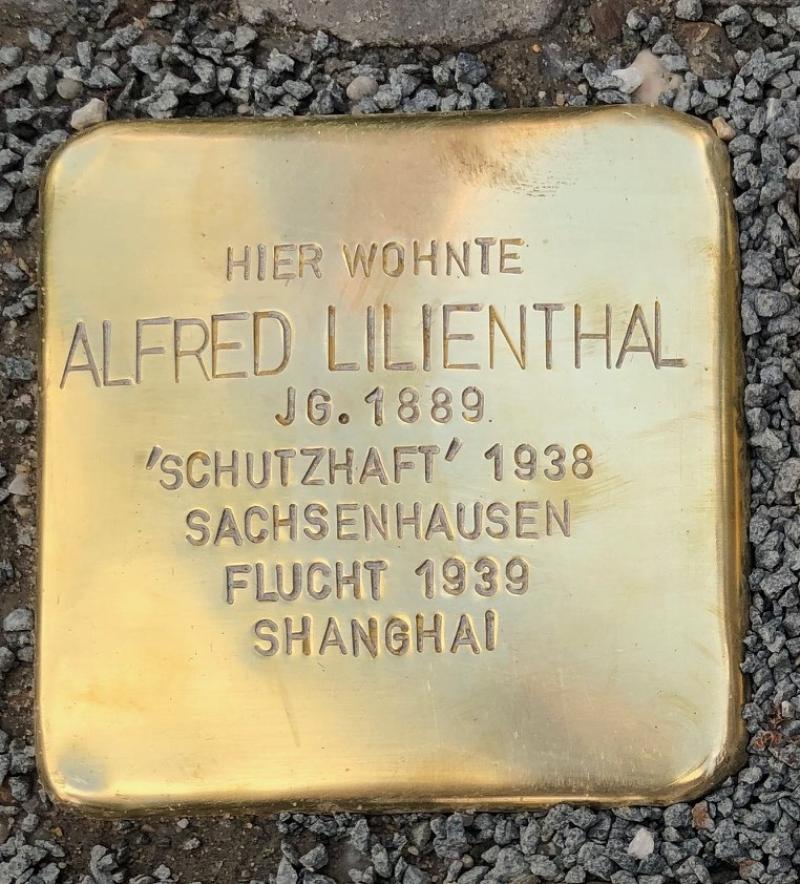 HIER WOHNTE
ALFRED LILIENTHAL
JG. 1889
'SCHUTZHAFT' 1938
SACHSENHAUSEN
FLUCHT 1939
SHANGHAI